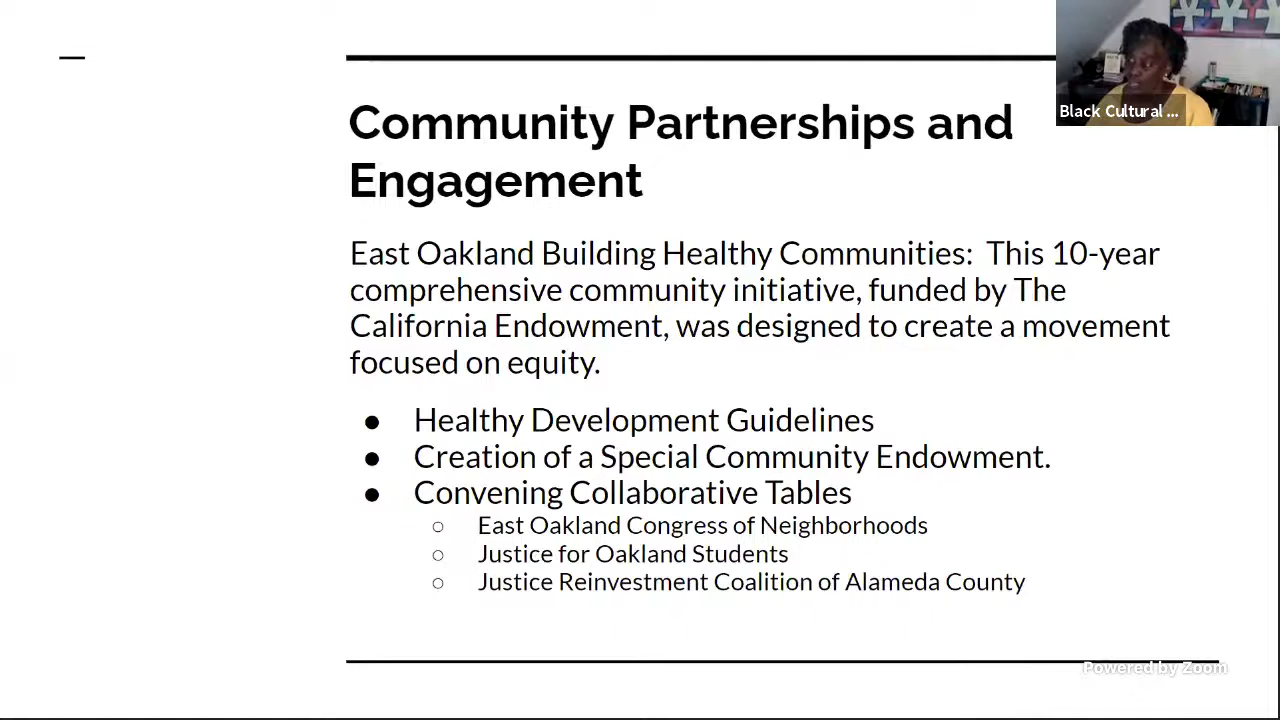 Black Cultural ...
Community Partnerships and
Engagement
East Oakland Building Healthy Communities: This 10-year
comprehensive community initiative, funded by The
California Endowment, was designed to create a movement
focused on equity.
● Healthy Development Guidelines
● Creation of a Special Community Endowment.
● Convening Collaborative Tables
○ East Oakland Congress of Neighborhoods
○ Justice for Oakland Students
○ Justice Reinvestment Coalition of Alameda County
Powered by Zoom